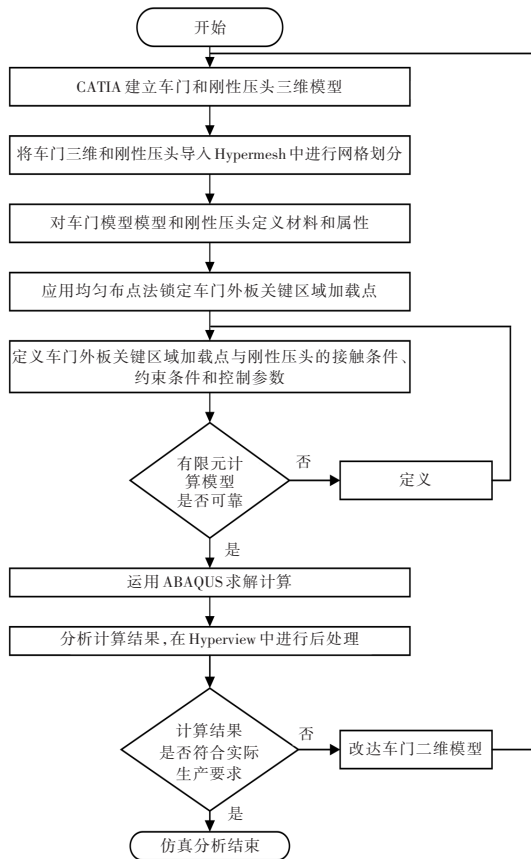 开始
CATIA 建立车门和刚性压头三维模型
将车门三维和刚性压头导入 Hypermesh 中进行网格划分
对车门模型模型和刚性压头定义材料和属性
应用均匀布点法锁定车门外板关键区域加载点
定义车门外板关键区域加载点与刚性压头的接触条件、
约束条件和控制参数
有限元计
算模型
是否可靠
否
定义
是
运用 ABAQUS 求解计算
分析计算结果，在 Hyperview 中进行后处理
计算结果
是否符合实际
生产要求
否
改达车门二维模型
是
仿真分析结束